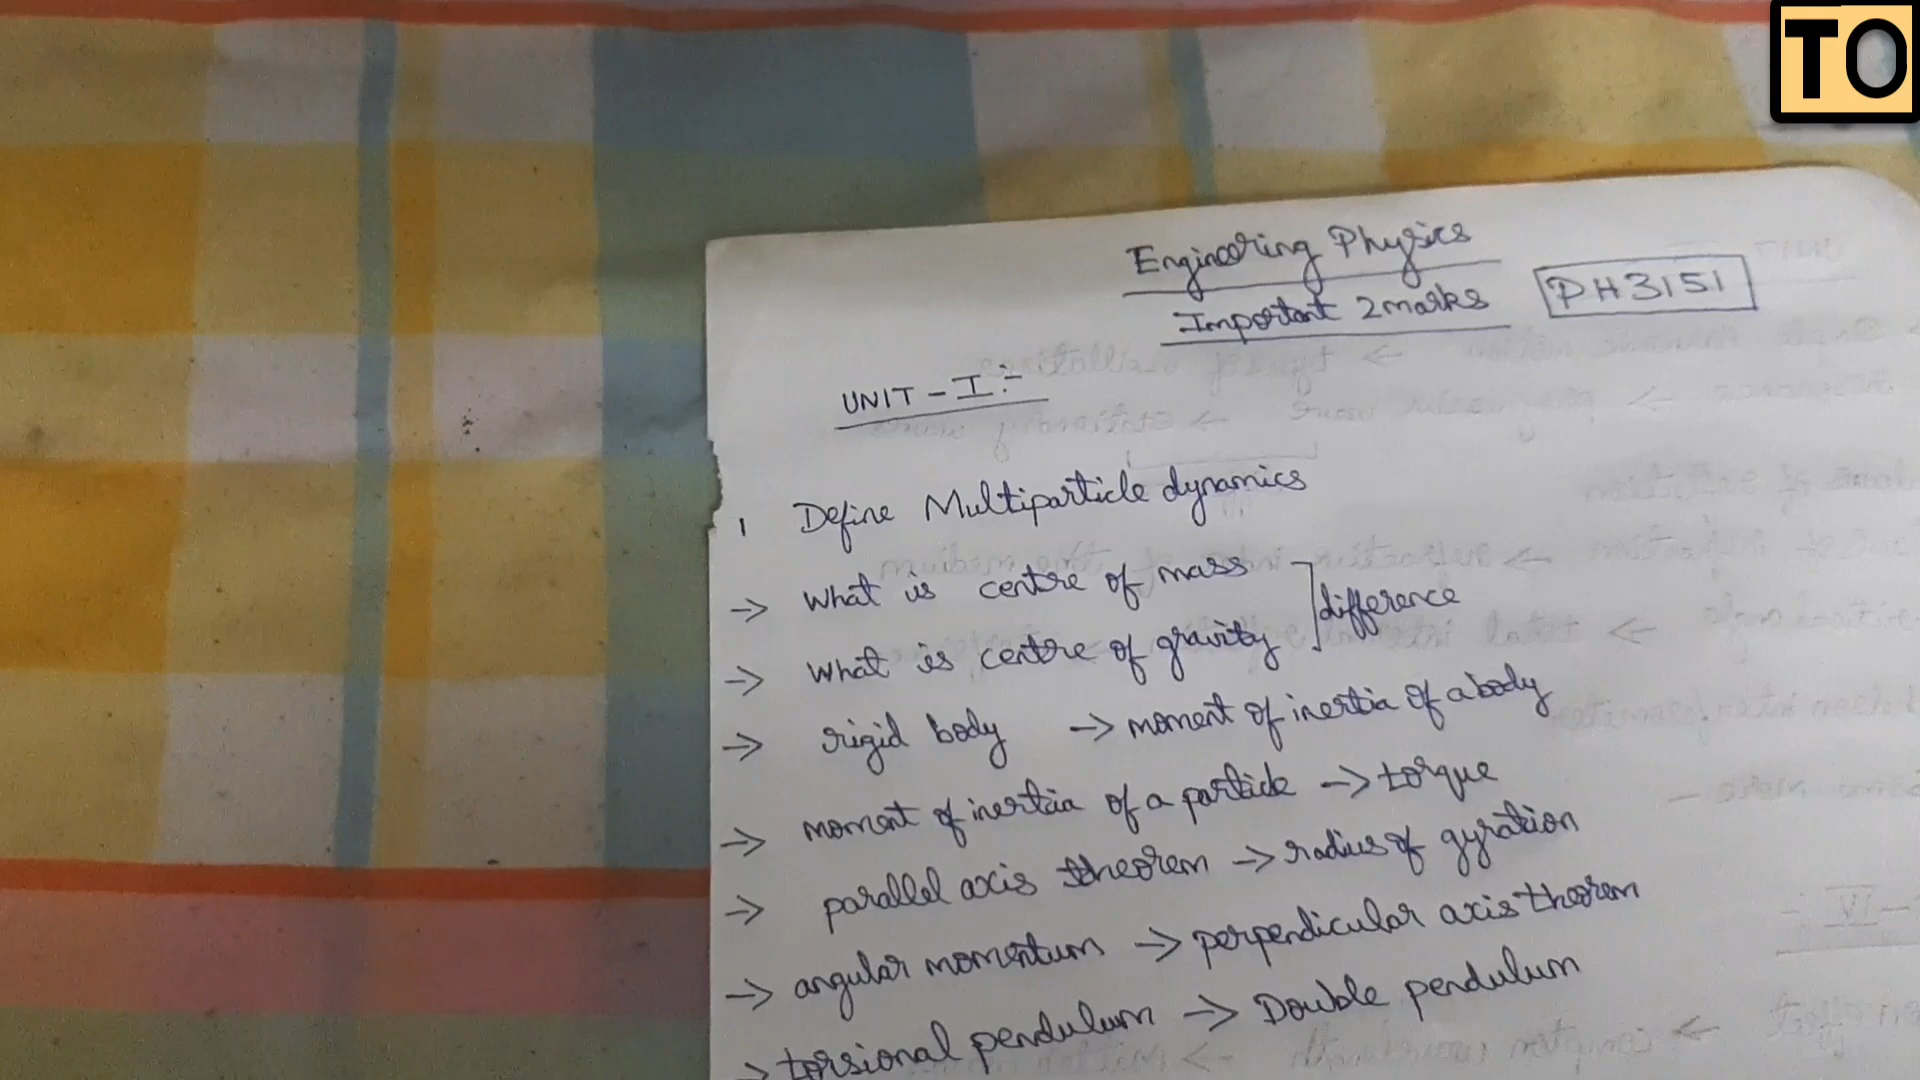 TO
Engineering Physics
Important 2marks PH3151
UNIT - I :-
1 Define Multiparticle dynamics
→ What is centre of mass
→ What is centre of gravity ] difference
→ rigid body → moment of inertia of a body
→ moment of inertia of a particle → torque
→ parallel axis theorem → radius of gyration
→ angular momentum → perpendicular axis theorem
→ torsional pendulum → Double pendulum